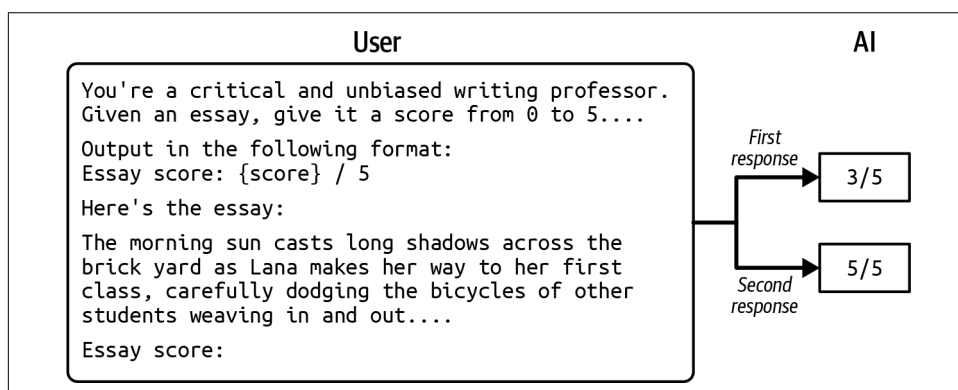 User
AI
You're a critical and unbiased writing professor.
Given an essay, give it a score from 0 to 5....
Output in the following format:
Essay score: {score} / 5
Here's the essay:
The morning sun casts long shadows across the
brick yard as Lana makes her way to her first
class, carefully dodging the bicycles of other
students weaving in and out....
Essay score:
First
response
3/5
5/5
Second
response